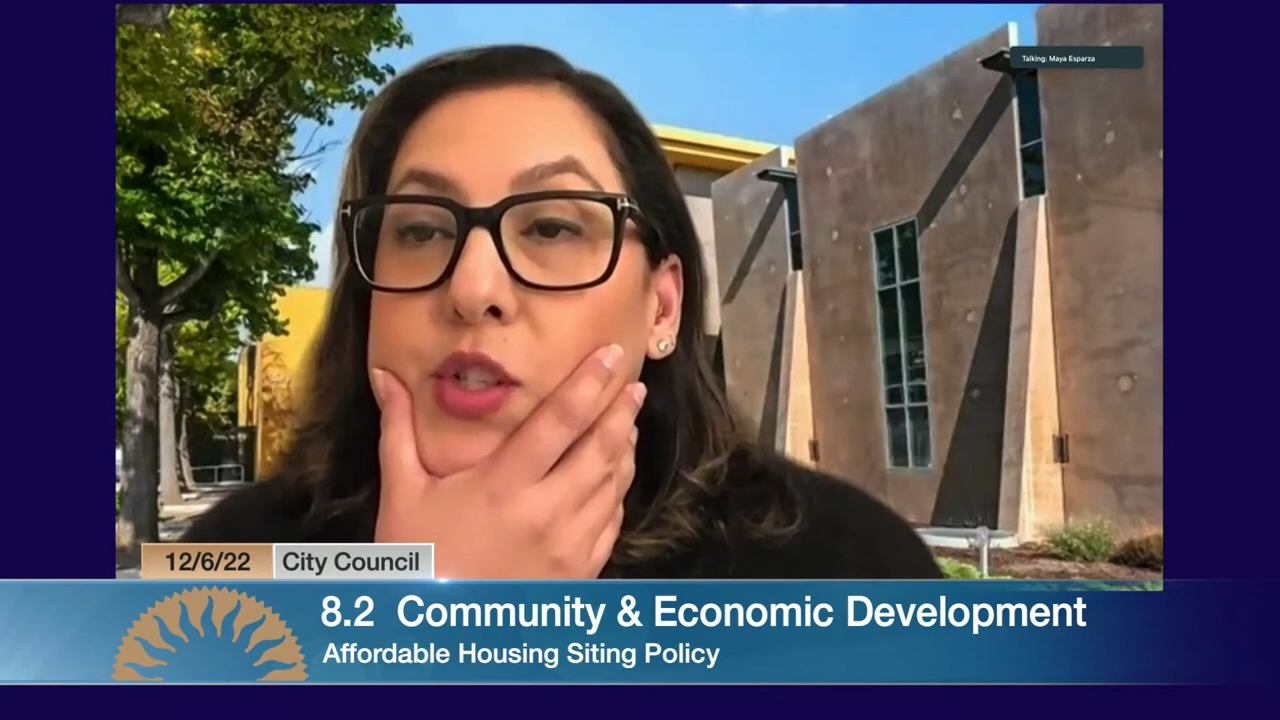 Talking: Maya Esparza
12/6/22
City Council
8.2 Community & Economic Development
Affordable Housing Siting Policy